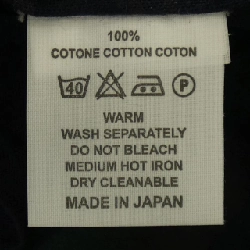 100%
COTONE COTTON COTON
40 P
WARM
WASH SEPARATELY
DO NOT BLEACH
MEDIUM HOT IRON
DRY CLEANABLE
MADE IN JAPAN